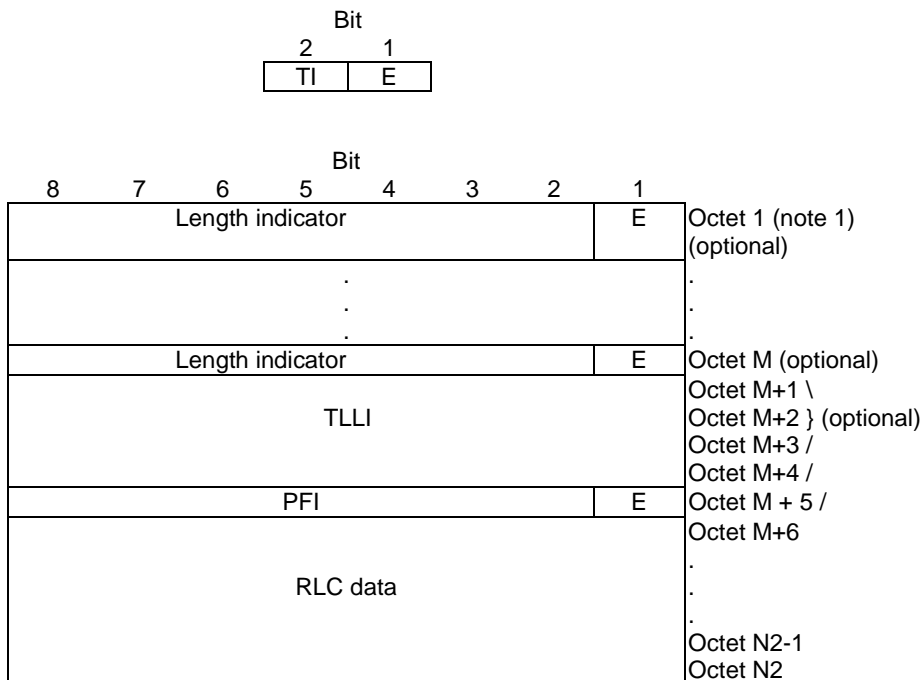 Bit
2 1
TI E
Bit
8 7 6 5 4 3 2 1
Length indicator E Octet 1 (note 1)
(optional)
. .
. .
. .
Length indicator E Octet M (optional)
Octet M+1 \
TLLI Octet M+2 } (optional)
Octet M+3 /
Octet M+4 /
PFI E Octet M + 5 /
Octet M+6
.
RLC data .
.
Octet N2-1
Octet N2